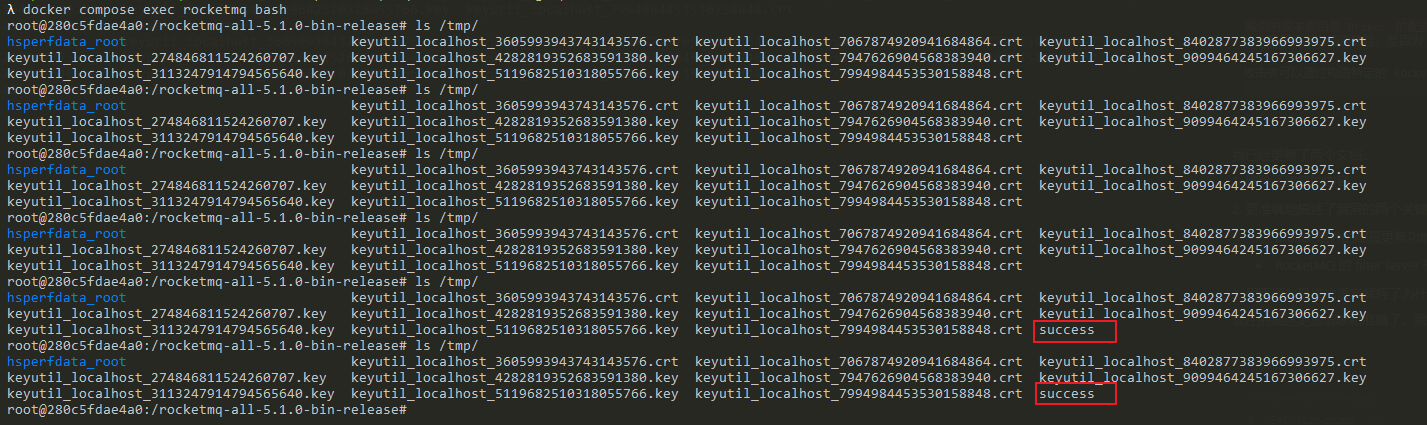 λ docker compose exec rocketmq bash
root@280c5fdae4a0:/rocketmq-all-5.1.0-bin-release# ls /tmp/
hsperfdata_root keyutil_localhost_3605993943743143576.crt keyutil_localhost_7067874920941684864.crt keyutil_localhost_8402877383966993975.crt
keyutil_localhost_274846811524260707.key keyutil_localhost_4282819352683591380.key keyutil_localhost_7947626904568383940.crt keyutil_localhost_9099464245167306627.key
keyutil_localhost_3113247914794565640.key keyutil_localhost_5119682510318055766.key keyutil_localhost_7994984453530158848.crt
root@280c5fdae4a0:/rocketmq-all-5.1.0-bin-release# ls /tmp/
hsperfdata_root keyutil_localhost_3605993943743143576.crt keyutil_localhost_7067874920941684864.crt keyutil_localhost_8402877383966993975.crt
keyutil_localhost_274846811524260707.key keyutil_localhost_4282819352683591380.key keyutil_localhost_7947626904568383940.crt keyutil_localhost_9099464245167306627.key
keyutil_localhost_3113247914794565640.key keyutil_localhost_5119682510318055766.key keyutil_localhost_7994984453530158848.crt
root@280c5fdae4a0:/rocketmq-all-5.1.0-bin-release# ls /tmp/
hsperfdata_root keyutil_localhost_3605993943743143576.crt keyutil_localhost_7067874920941684864.crt keyutil_localhost_8402877383966993975.crt
keyutil_localhost_274846811524260707.key keyutil_localhost_4282819352683591380.key keyutil_localhost_7947626904568383940.crt keyutil_localhost_9099464245167306627.key
keyutil_localhost_3113247914794565640.key keyutil_localhost_5119682510318055766.key keyutil_localhost_7994984453530158848.crt
root@280c5fdae4a0:/rocketmq-all-5.1.0-bin-release# ls /tmp/
hsperfdata_root keyutil_localhost_3605993943743143576.crt keyutil_localhost_7067874920941684864.crt keyutil_localhost_8402877383966993975.crt
keyutil_localhost_274846811524260707.key keyutil_localhost_4282819352683591380.key keyutil_localhost_7947626904568383940.crt keyutil_localhost_9099464245167306627.key
keyutil_localhost_3113247914794565640.key keyutil_localhost_5119682510318055766.key keyutil_localhost_7994984453530158848.crt
root@280c5fdae4a0:/rocketmq-all-5.1.0-bin-release# ls /tmp/
hsperfdata_root keyutil_localhost_3605993943743143576.crt keyutil_localhost_7067874920941684864.crt keyutil_localhost_8402877383966993975.crt
keyutil_localhost_274846811524260707.key keyutil_localhost_4282819352683591380.key keyutil_localhost_7947626904568383940.crt keyutil_localhost_9099464245167306627.key
keyutil_localhost_3113247914794565640.key keyutil_localhost_5119682510318055766.key keyutil_localhost_7994984453530158848.crt success
root@280c5fdae4a0:/rocketmq-all-5.1.0-bin-release# ls /tmp/
hsperfdata_root keyutil_localhost_3605993943743143576.crt keyutil_localhost_7067874920941684864.crt keyutil_localhost_8402877383966993975.crt
keyutil_localhost_274846811524260707.key keyutil_localhost_4282819352683591380.key keyutil_localhost_7947626904568383940.crt keyutil_localhost_9099464245167306627.key
keyutil_localhost_3113247914794565640.key keyutil_localhost_5119682510318055766.key keyutil_localhost_7994984453530158848.crt success
root@280c5fdae4a0:/rocketmq-all-5.1.0-bin-release#